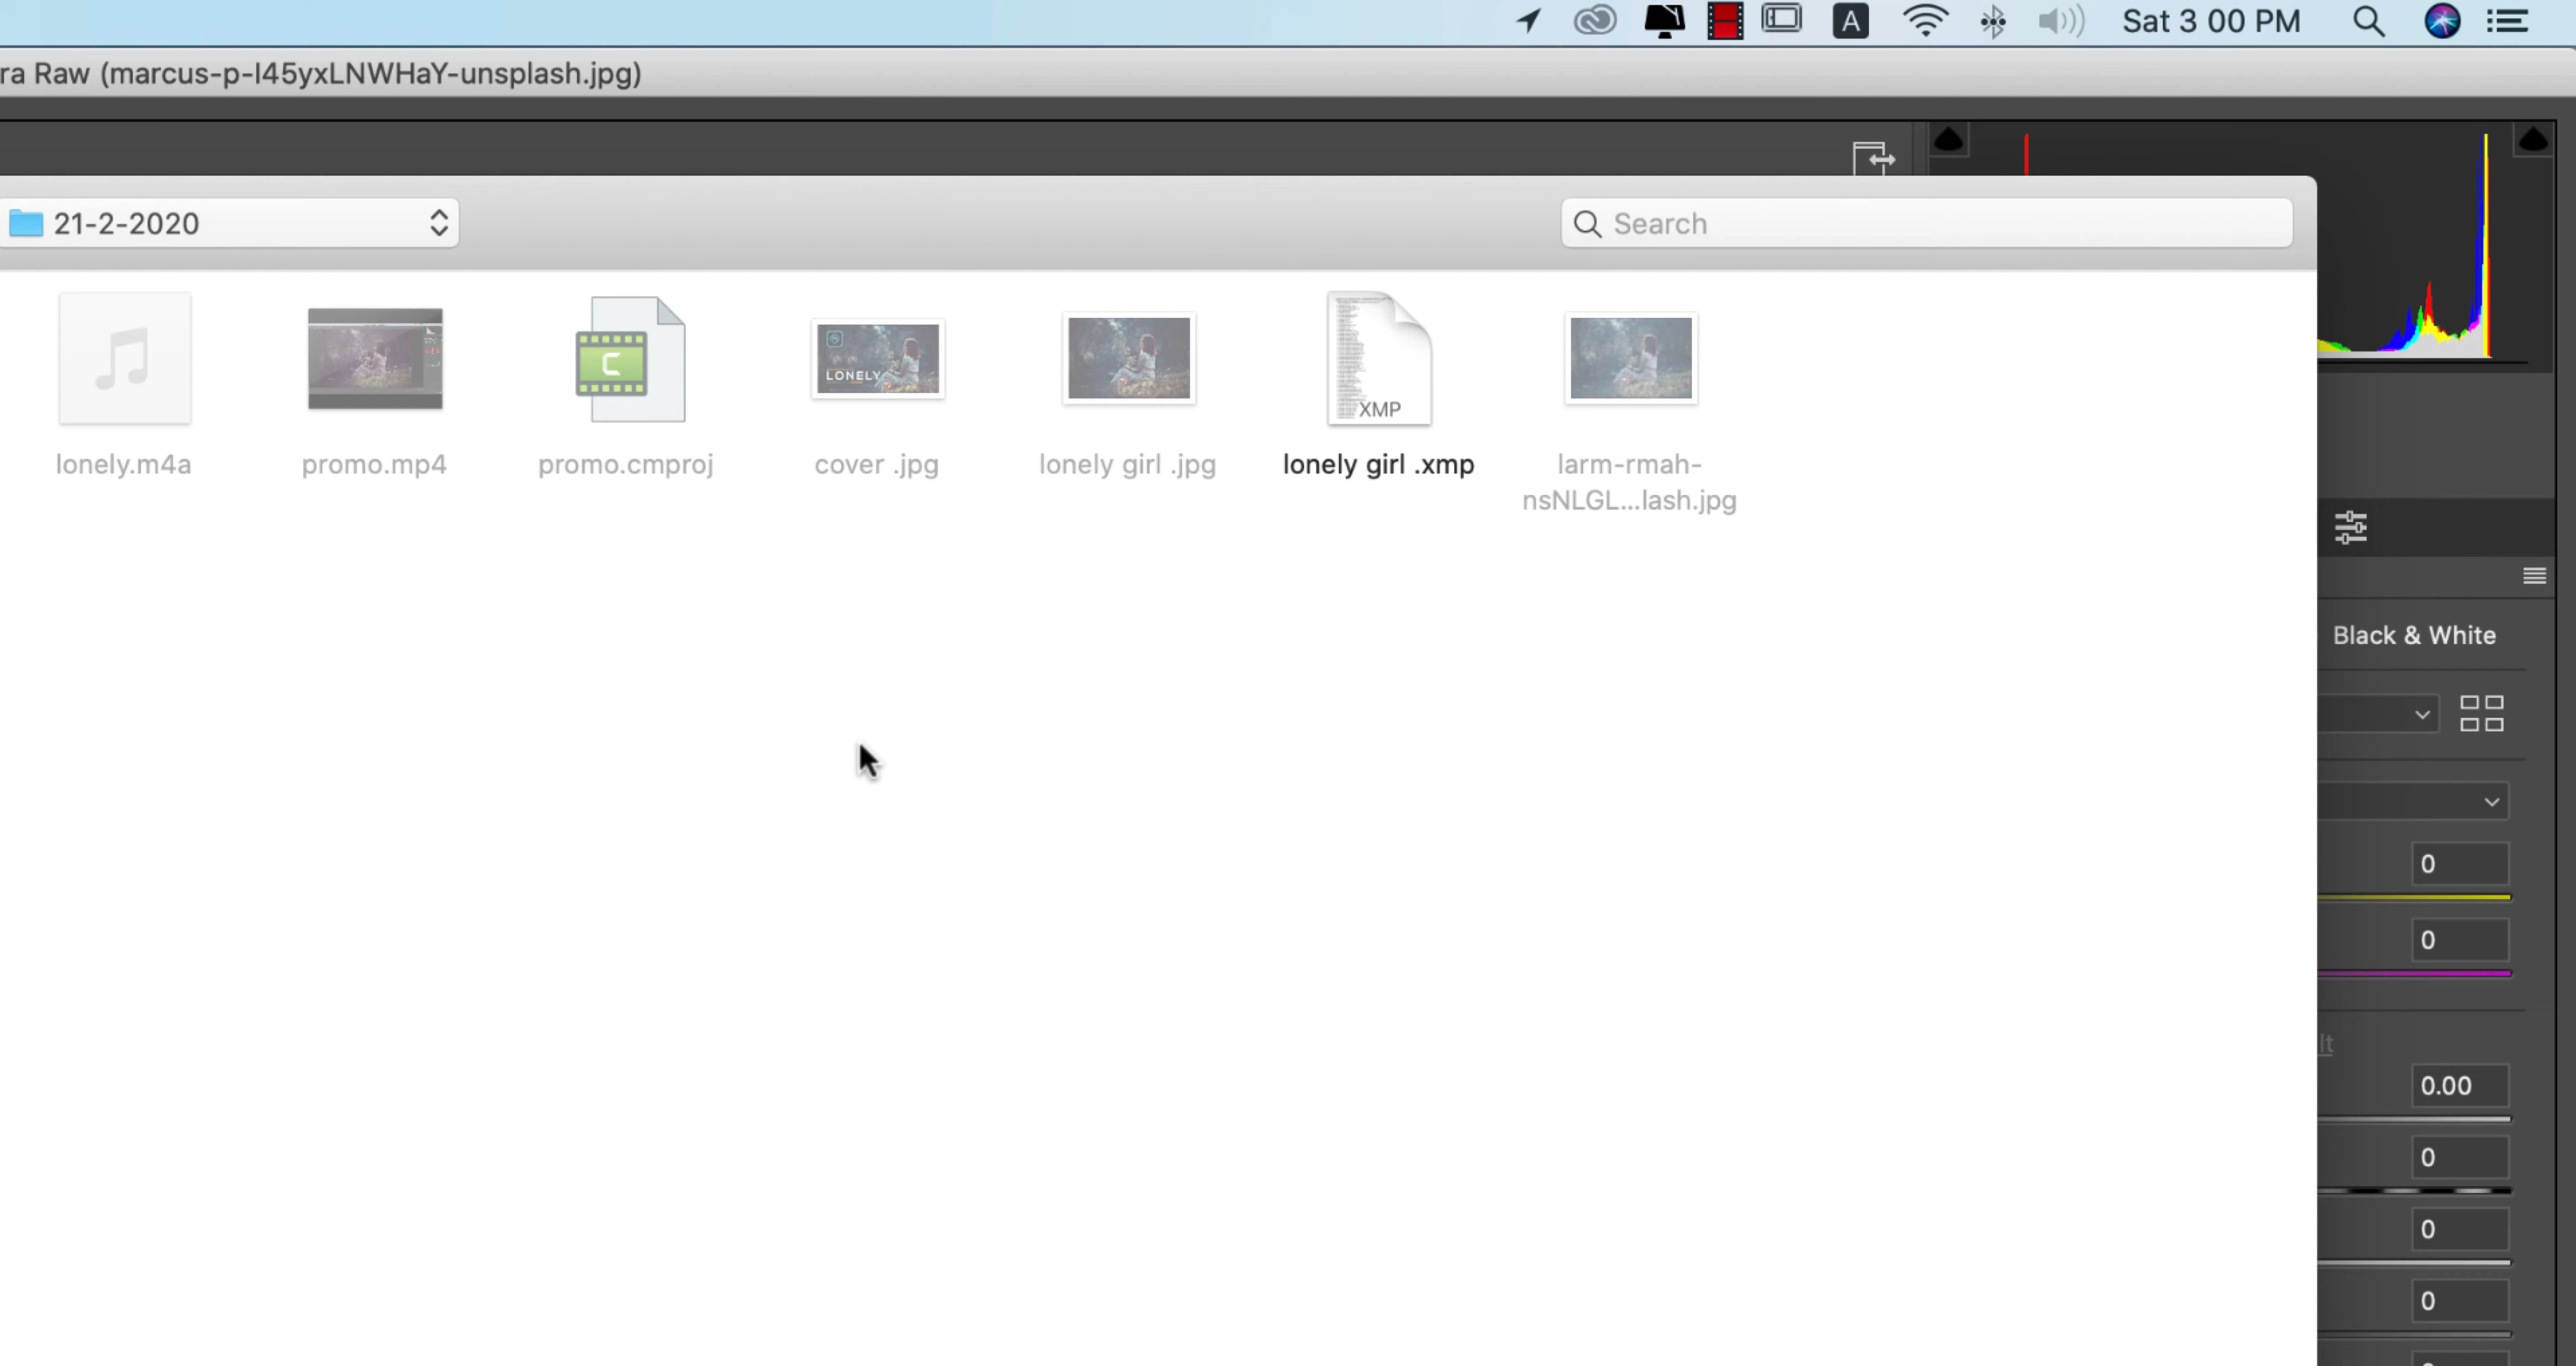 A
Sat 3 00 PM
ra Raw (marcus-p-I45yxLNWHaY-unsplash.jpg)
21-2-2020
Search
C
LONELY
XMP
lonely.m4a
promo.mp4
promo.cmproj
cover .jpg
lonely girl .jpg
lonely girl .xmp
larm-rmah-
nsNLGL...lash.jpg
Black & White
0
0
lt
0.00
0
0
0